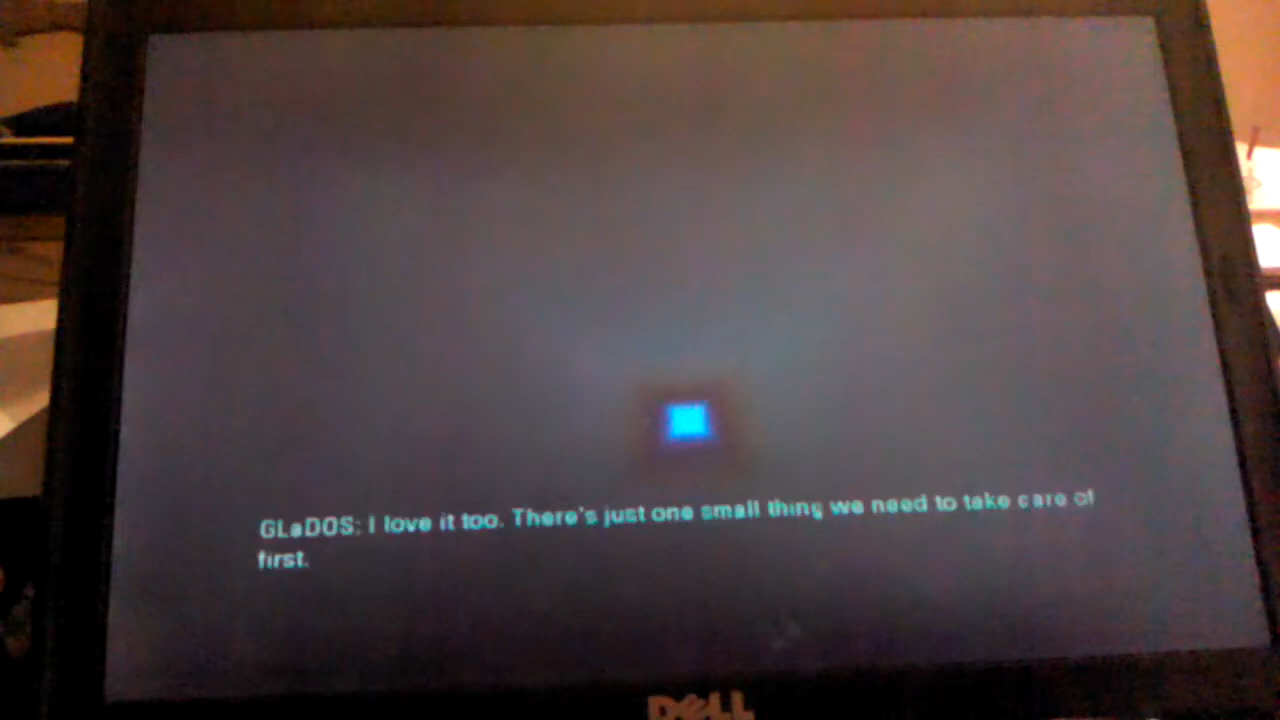 GLaDOS: I love it too. There's just one small thing we need to take care of
first.
DELL